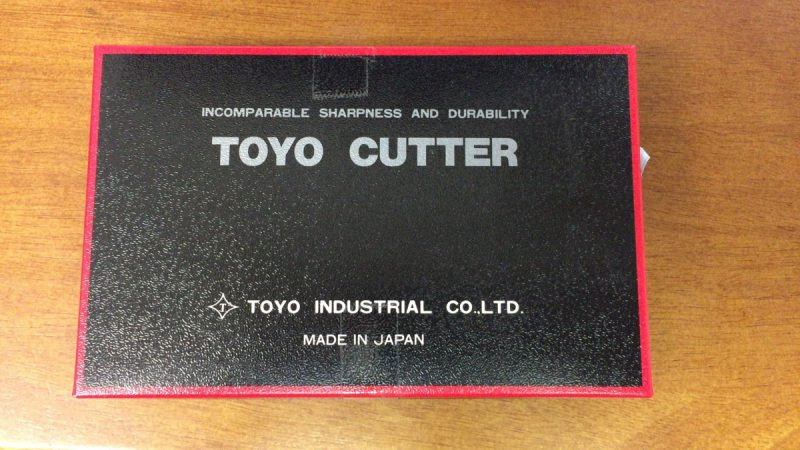 INCOMPARABLE SHARPNESS AND DURABILITY
TOYO CUTTER
T TOYO INDUSTRIAL CO.,LTD.
MADE IN JAPAN